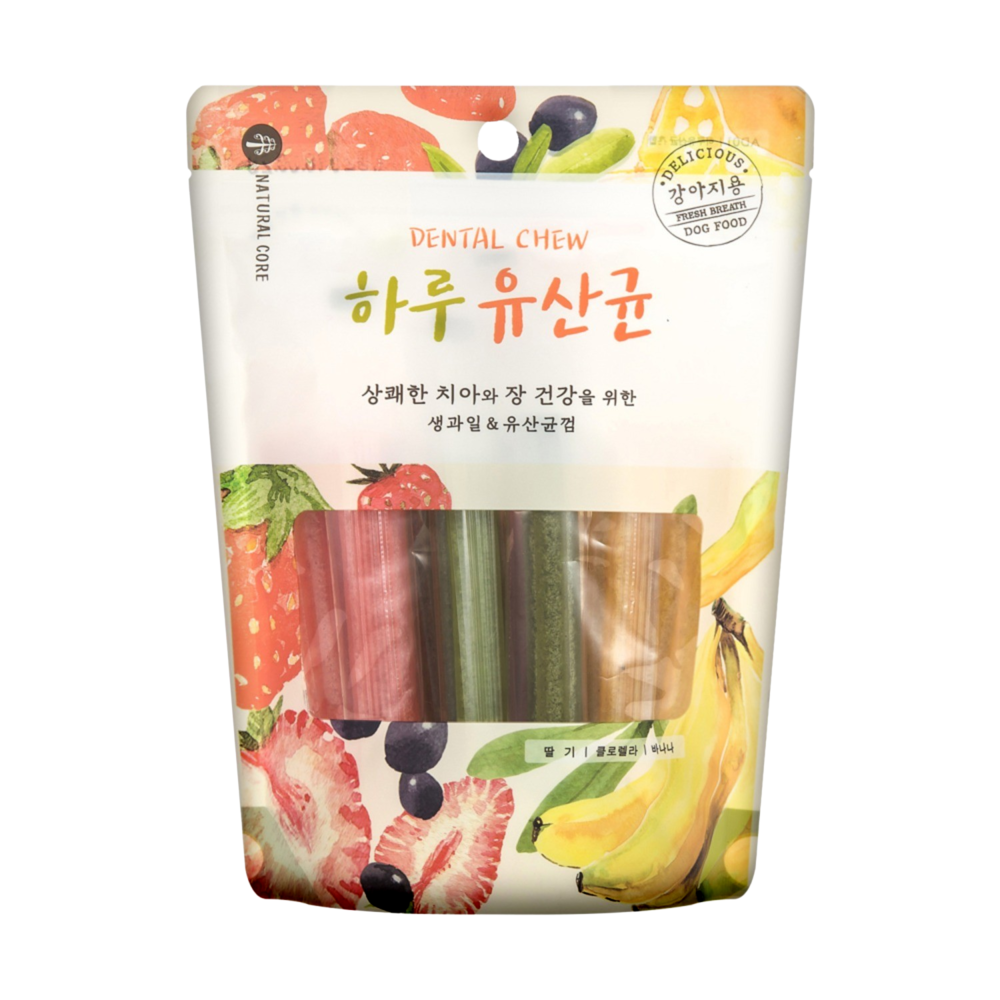 NATURAL CORE
DELICIOUS
강아지용
FRESH BREATH
DOG FOOD
DENTAL CHEW
하루 유산균
상쾌한 치아와 장 건강을 위한
생과일 & 유산균껌
딸 기 | 클로렐라 | 바나나